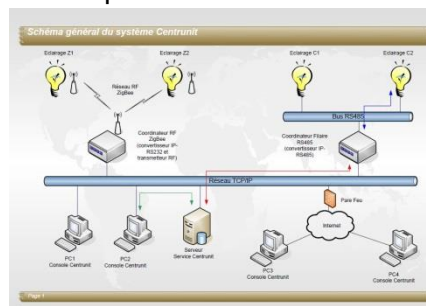 Schéma général du système Centrunit
Eclairage Z1
Eclairage Z2
Eclairage C1
Eclairage C2
Réseau RF
ZigBee
Bus RS485
Coordinateur RF
ZigBee
(convertisseur IP-
RS232 et
transmetteur RF)
Coordinateur Filaire
RS485
(convertisseur IP-
RS485)
Réseau TCP/IP
Pare Feu
Internet
PC1
Console Centrunit
PC2
Console Centrunit
Serveur
Service Centrunit
PC3
Console Centrunit
PC4
Console Centrunit
Page 1